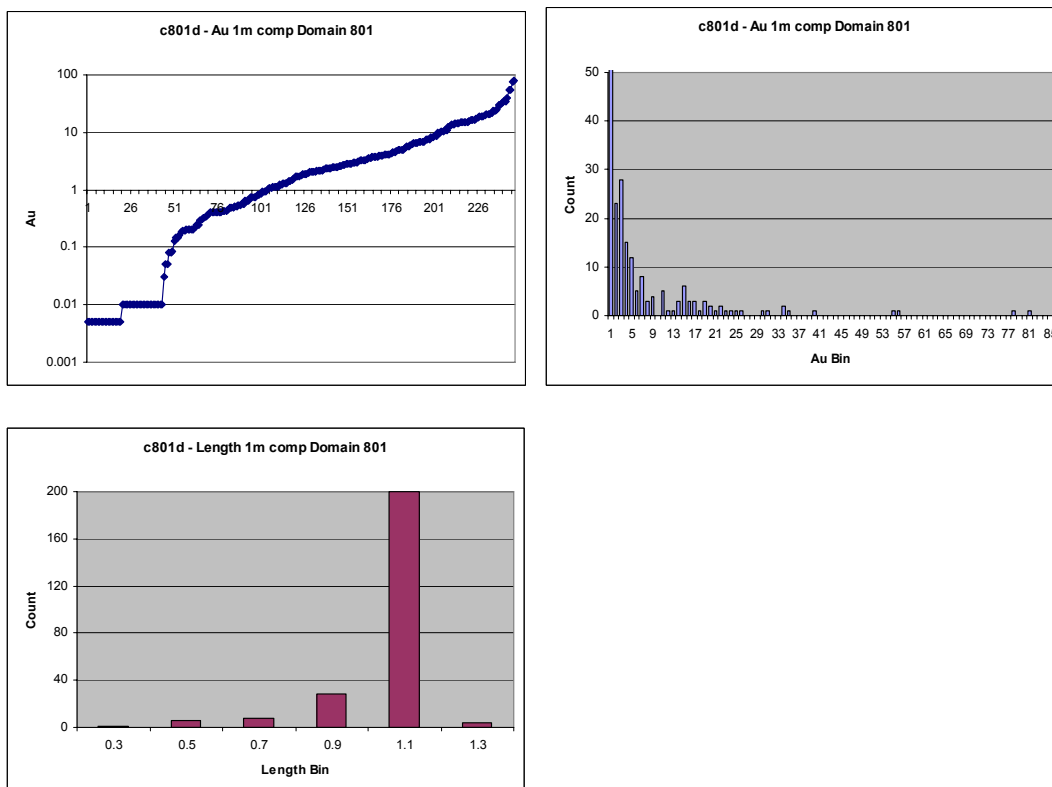 c801d - Au 1m comp Domain 801
100
10
1
0.1
0.01
0.001
Au
1 26 51 76 101 126 151 176 201 226
c801d - Au 1m comp Domain 801
50
40
30
20
10
0
Count
1 5 9 13 17 21 25 29 33 37 41 45 49 53 57 61 65 69 73 77 81 85
Au Bin
c801d - Length 1m comp Domain 801
200
160
120
80
40
0
Count
0.3 0.5 0.7 0.9 1.1 1.3
Length Bin